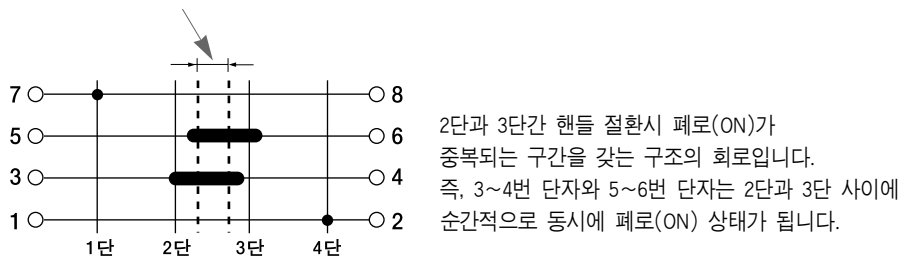 7 8
5 6
2단과 3단간 핸들 절환시 폐로(ON)가
중복되는 구간을 갖는 구조의 회로입니다.
3 4
즉, 3~4번 단자와 5~6번 단자는 2단과 3단 사이에
순간적으로 동시에 폐로(ON) 상태가 됩니다.
1 2
1단 2단 3단 4단